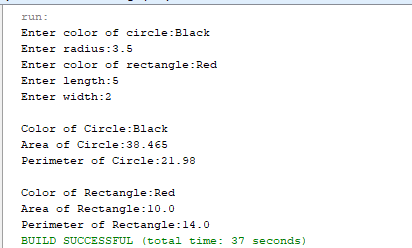 run:
Enter color of circle:Black
Enter radius:3.5
Enter color of rectangle:Red
Enter length:5
Enter width:2
Color of Circle:Black
Area of Circle:38.465
Perimeter of Circle:21.98
Color of Rectangle:Red
Area of Rectangle:10.0
Perimeter of Rectangle:14.0
BUILD SUCCESSFUL (total time: 37 seconds)